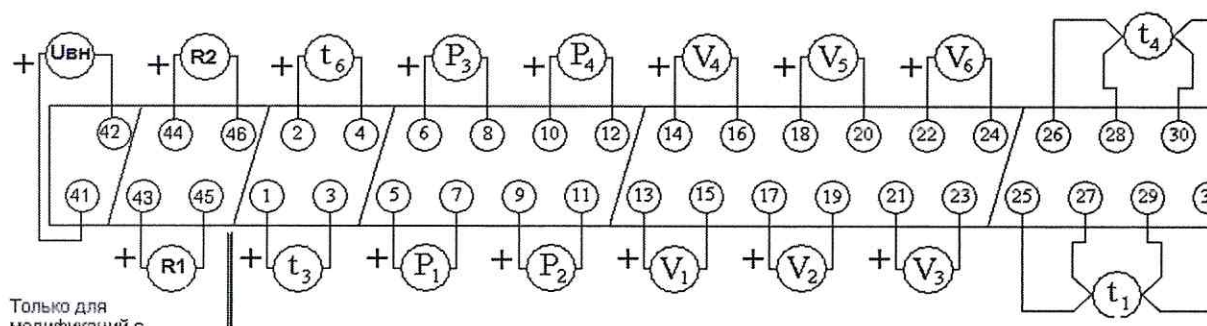 t₄
+ Uвн + R2 + t₆ + P₃ + P₄ + V₄ + V₅ + V₆
42 44 46 2 4 6 8 10 12 14 16 18 20 22 24 26 28 30
41 43 45 1 3 5 7 9 11 13 15 17 19 21 23 25 27 29
+ R1 + t₃ + P₁ + P₂ + V₁ + V₂ + V₃ t₁
Только для
модификаций с